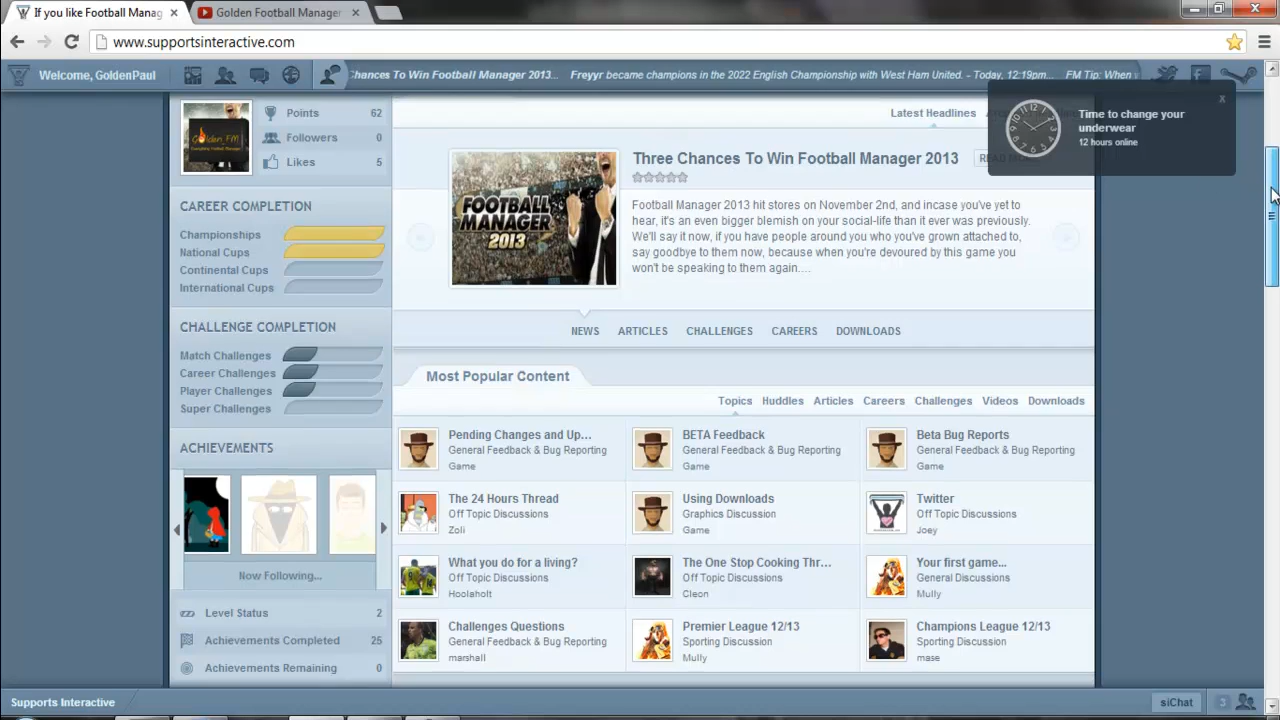 If you like Football Manag
Golden Football Manager
www.supportsinteractive.com
Welcome, GoldenPaul
Chances To Win Football Manager 2013...
Freyyr became champions in the 2022 English Championship with West Ham United. - Today, 12:19pm...
FM Tip: When
Points 62
Followers 0
Likes 5
Latest Headlines
Time to change your
underwear
12 hours online
x
Three Chances To Win Football Manager 2013
READ
Football Manager 2013 hit stores on November 2nd, and incase you've yet to
hear, it's an even bigger blemish on your social-life than it ever was previously.
We'll say it now, if you have people around you who you've grown attached to,
say goodbye to them now, because when you're devoured by this game you
won't be speaking to them again....
FOOTBALL
MANAGER
2013
Golden FM
CAREER COMPLETION
Championships
National Cups
Continental Cups
International Cups
NEWS ARTICLES CHALLENGES CAREERS DOWNLOADS
CHALLENGE COMPLETION
Match Challenges
Career Challenges
Player Challenges
Super Challenges
Most Popular Content
Topics Huddles Articles Careers Challenges Videos Downloads
Pending Changes and Up...
General Feedback & Bug Reporting
Game
BETA Feedback
General Feedback & Bug Reporting
Game
Beta Bug Reports
General Feedback & Bug Reporting
Game
The 24 Hours Thread
Off Topic Discussions
Zoli
Using Downloads
Graphics Discussion
Game
Twitter
Off Topic Discussions
Joey
What you do for a living?
Off Topic Discussions
Hoolaholt
The One Stop Cooking Thr...
Off Topic Discussions
Cleon
Your first game...
General Discussions
Mully
Challenges Questions
General Feedback & Bug Reporting
marshall
Premier League 12/13
Sporting Discussion
Mully
Champions League 12/13
Sporting Discussion
mase
ACHIEVEMENTS
Now Following...
Level Status 2
Achievements Completed 25
Achievements Remaining 0
Supports Interactive
siChat
3